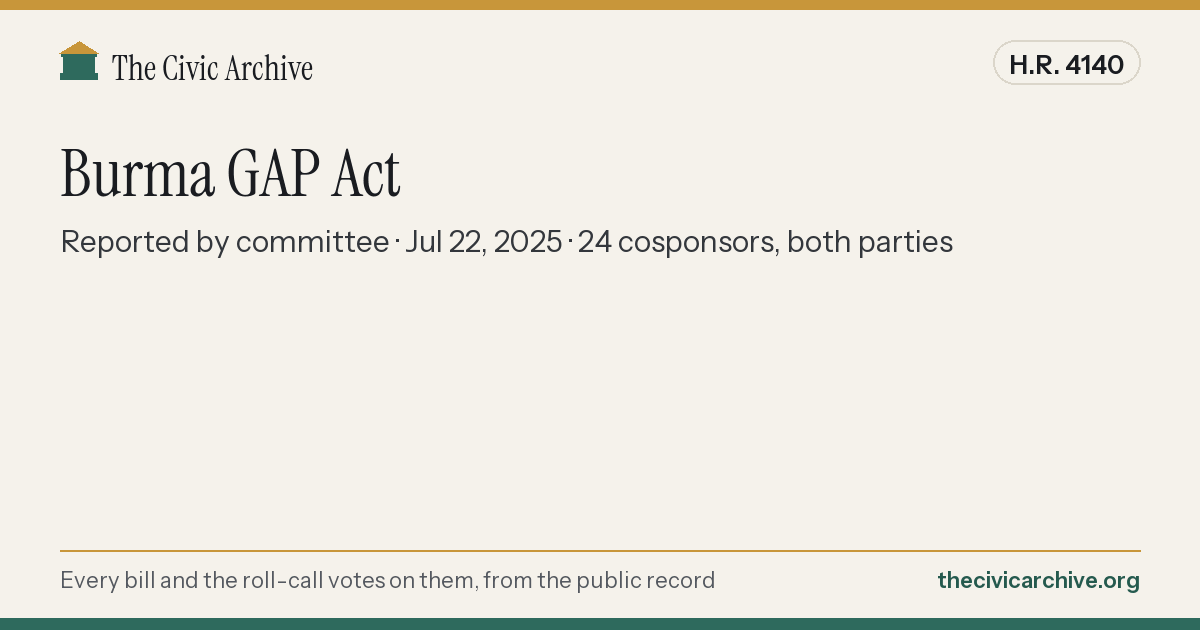 The Civic Archive
H.R. 4140
Burma GAP Act
Reported by committee · Jul 22, 2025 · 24 cosponsors, both parties
Every bill and the roll-call votes on them, from the public record
thecivicarchive.org